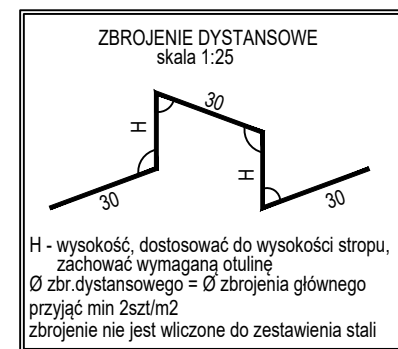 ZBROJENIE DYSTANSOWE
skala 1:25
30
H
H
30
30
H - wysokość, dostosować do wysokości stropu,
zachować wymaganą otulinę
Ø zbr.dystansowego = Ø zbrojenia głównego
przyjąć min 2szt/m2
zbrojenie nie jest wliczone do zestawienia stali